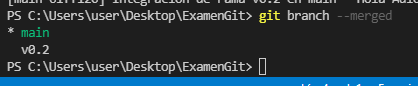 PS C:\Users\user\Desktop\ExamenGit> git branch --merged
* main
  v0.2
PS C:\Users\user\Desktop\ExamenGit>